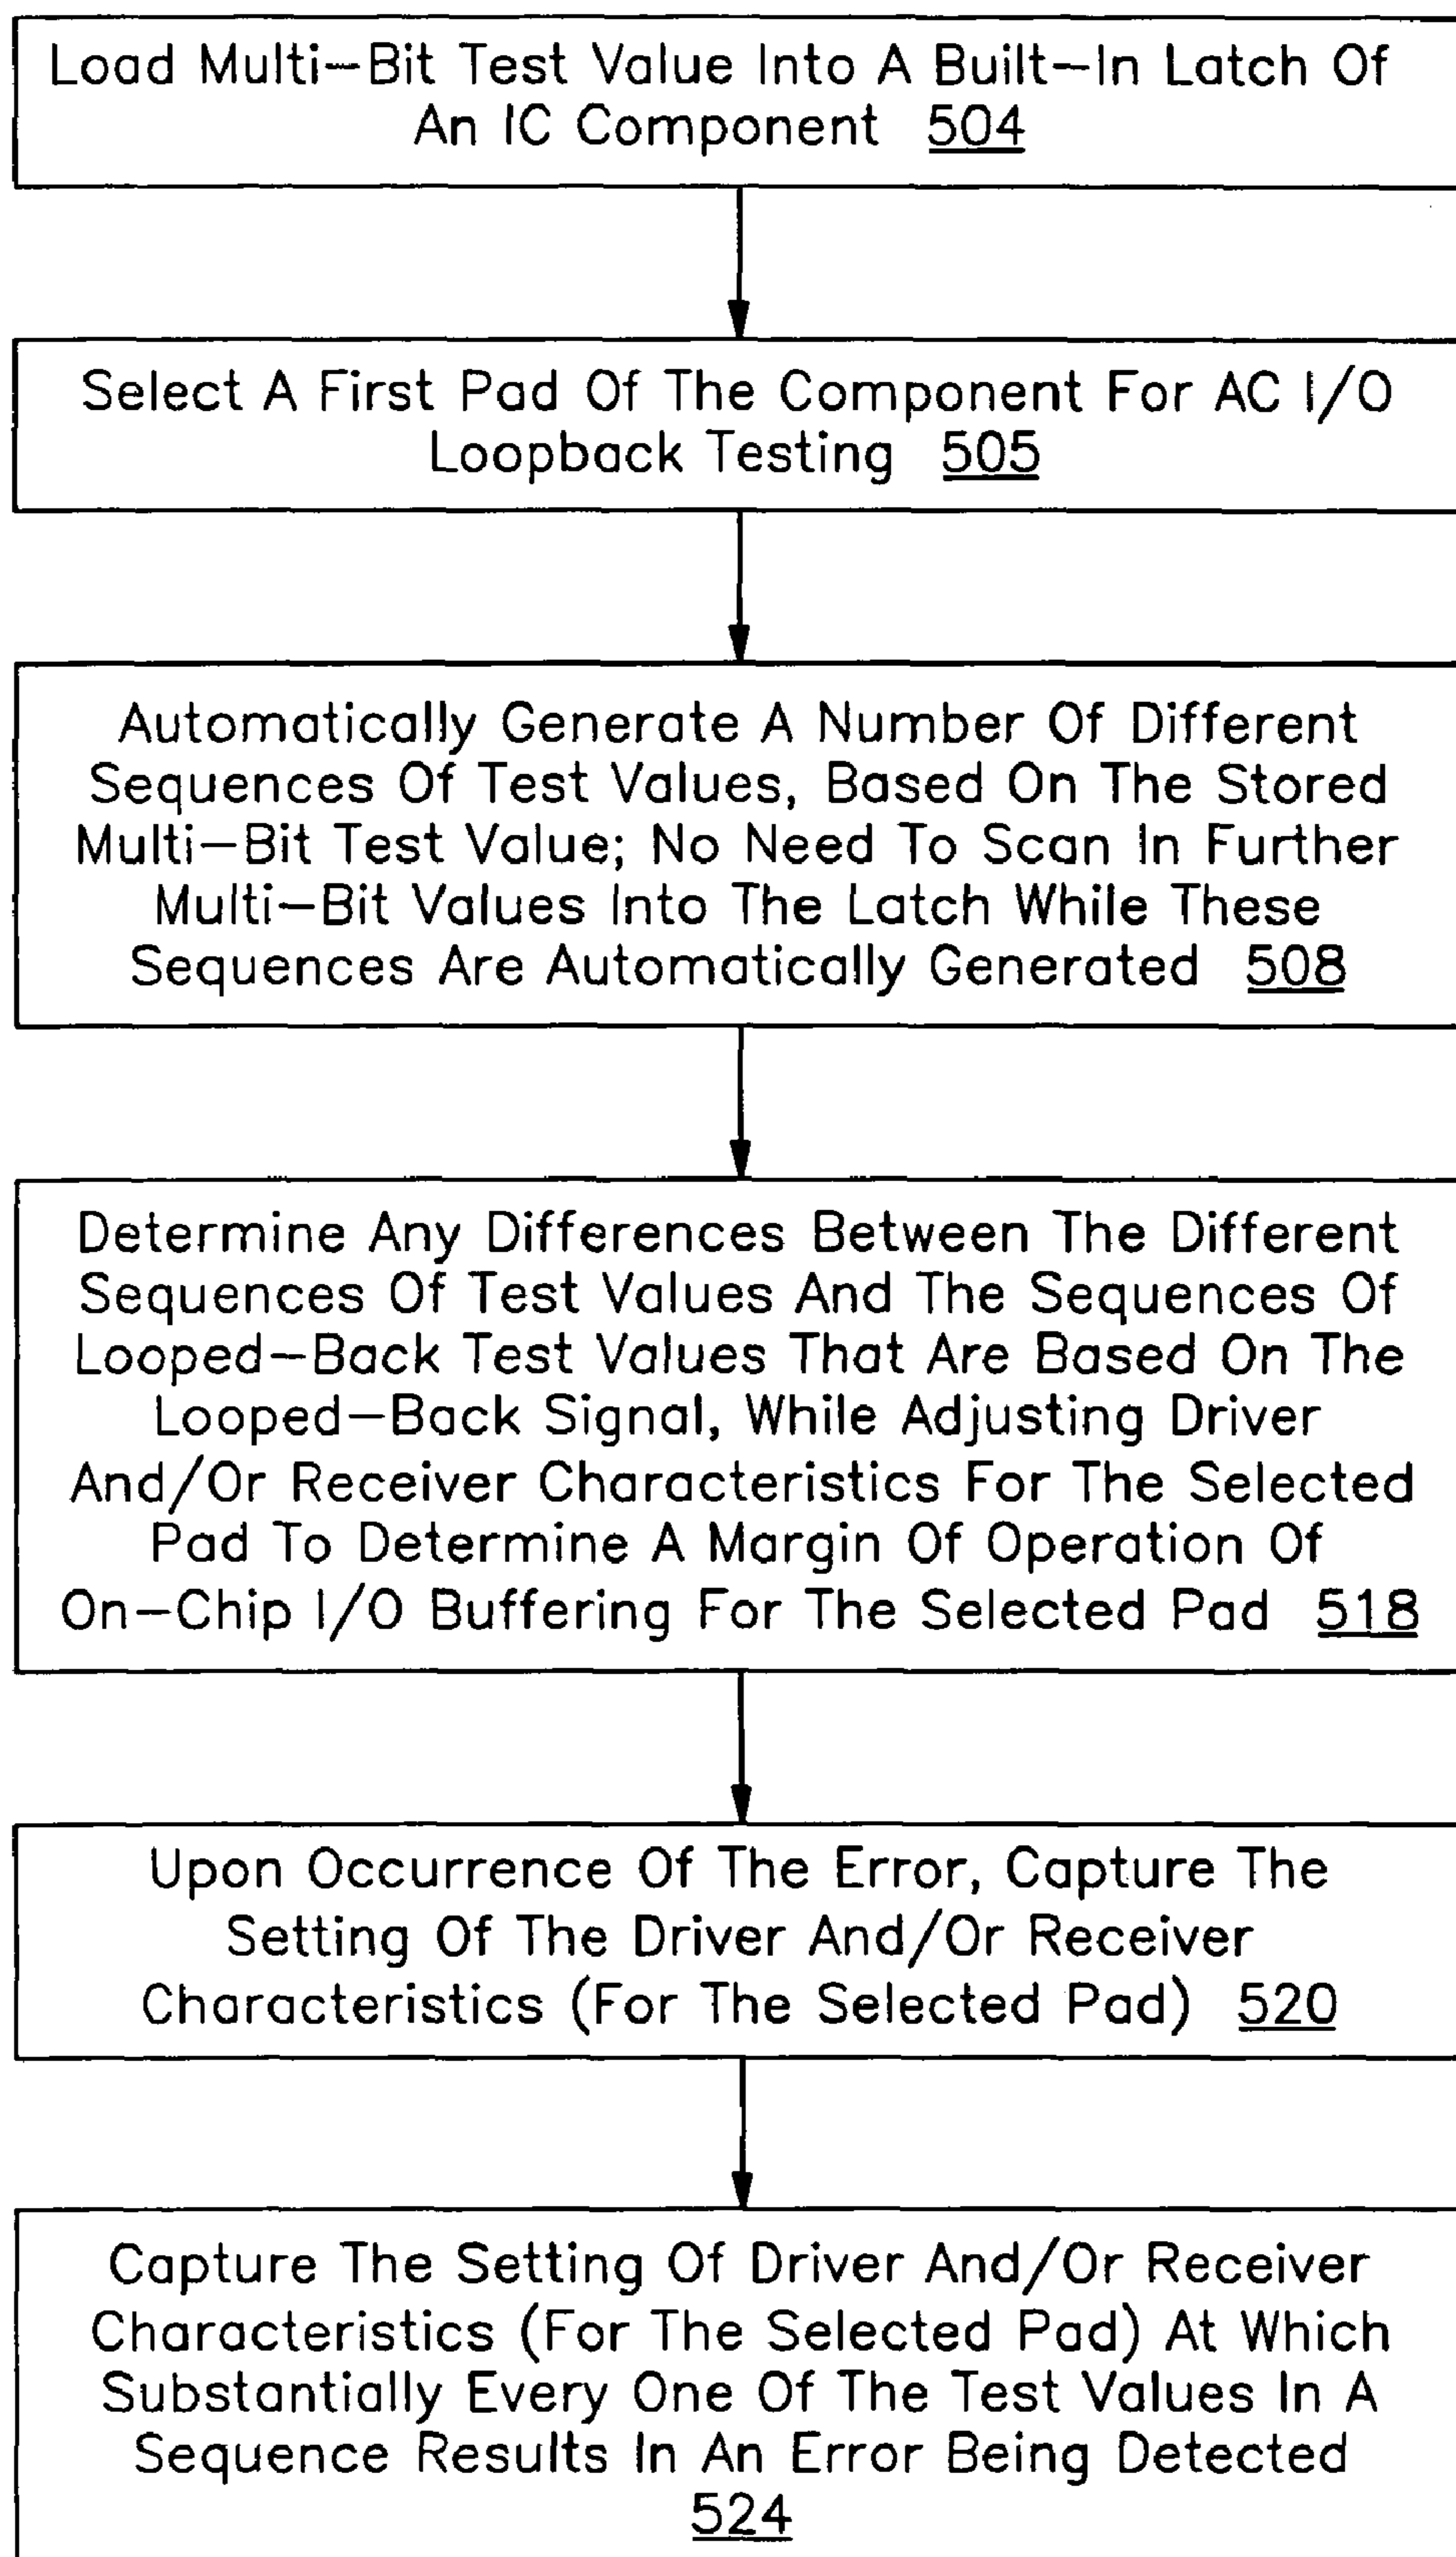 Load Multi-Bit Test Value Into A Built-In Latch Of
An IC Component 504
Select A First Pad Of The Component For AC I/O
Loopback Testing 505
Automatically Generate A Number Of Different
Sequences Of Test Values, Based On The Stored
Multi-Bit Test Value; No Need To Scan In Further
Multi-Bit Values Into The Latch While These
Sequences Are Automatically Generated 508
Determine Any Differences Between The Different
Sequences Of Test Values And The Sequences Of
Looped-Back Test Values That Are Based On The
Looped-Back Signal, While Adjusting Driver
And/Or Receiver Characteristics For The Selected
Pad To Determine A Margin Of Operation Of
On-Chip I/O Buffering For The Selected Pad 518
Upon Occurrence Of The Error, Capture The
Setting Of The Driver And/Or Receiver
Characteristics (For The Selected Pad) 520
Capture The Setting Of Driver And/Or Receiver
Characteristics (For The Selected Pad) At Which
Substantially Every One Of The Test Values In A
Sequence Results In An Error Being Detected
524